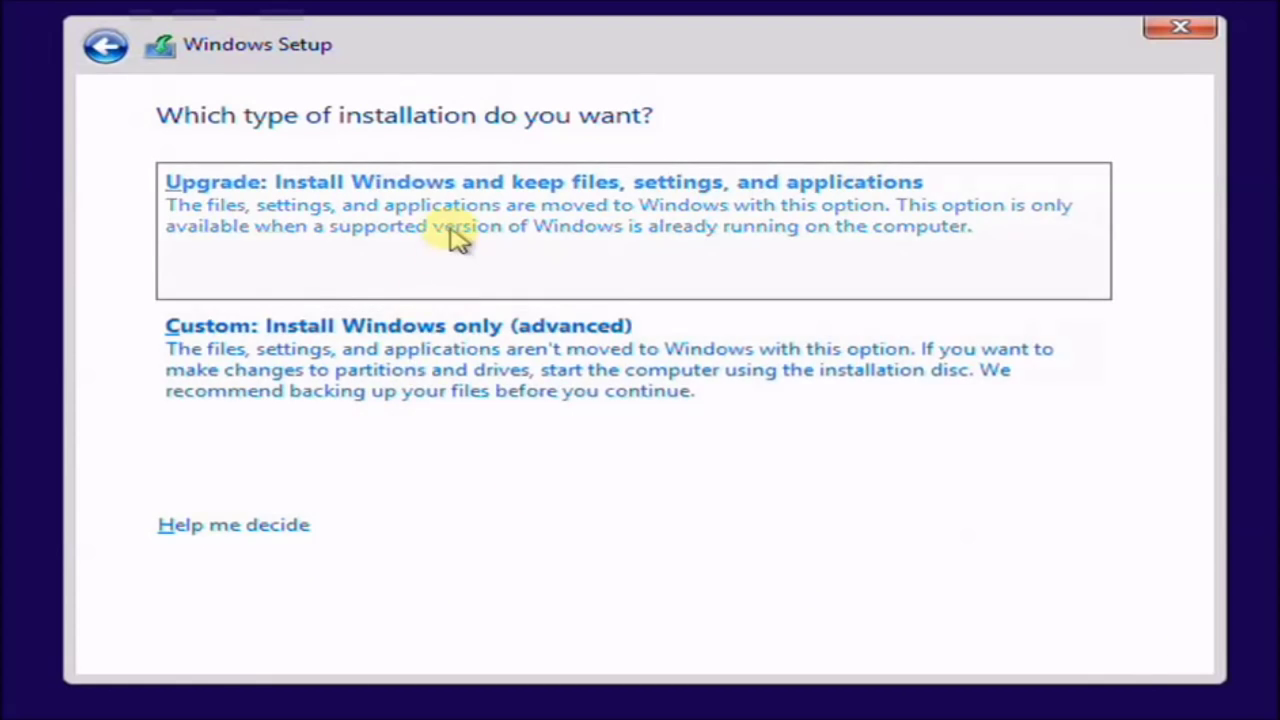 Windows Setup
Which type of installation do you want?
Upgrade: Install Windows and keep files, settings, and applications
The files, settings, and applications are moved to Windows with this option. This option is only
available when a supported version of Windows is already running on the computer.
Custom: Install Windows only (advanced)
The files, settings, and applications aren't moved to Windows with this option. If you want to
make changes to partitions and drives, start the computer using the installation disc. We
recommend backing up your files before you continue.
Help me decide